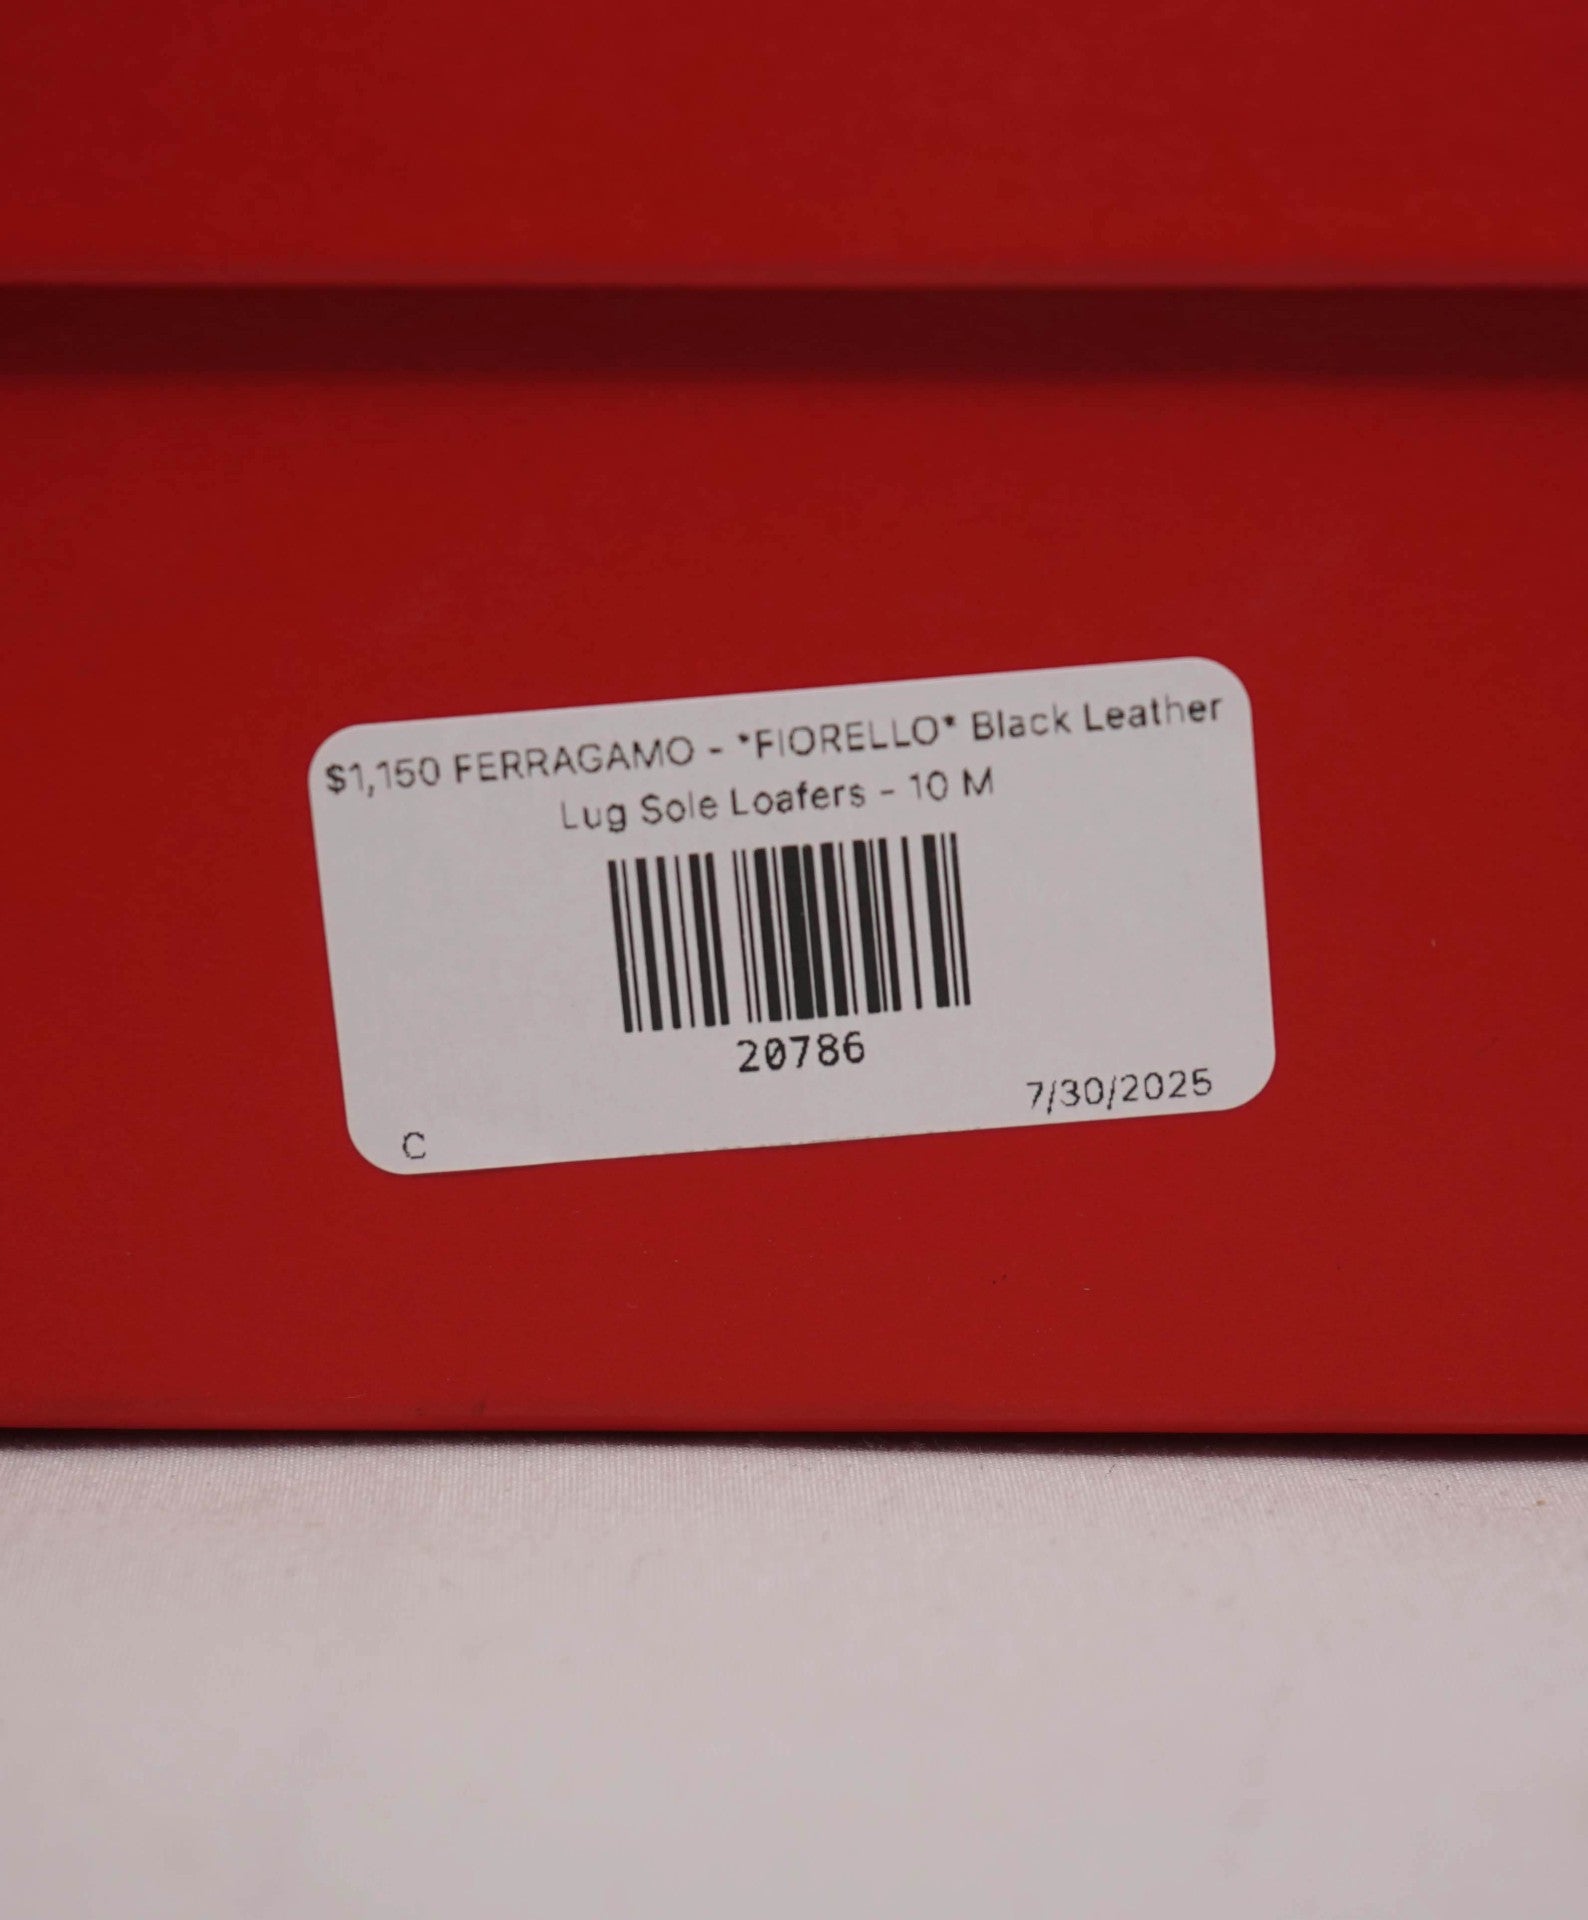 $1,150 FERRAGAMO - *FIORELLO* Black Leather
Lug Sole Loafers - 10 M
20786
7/30/2025
C